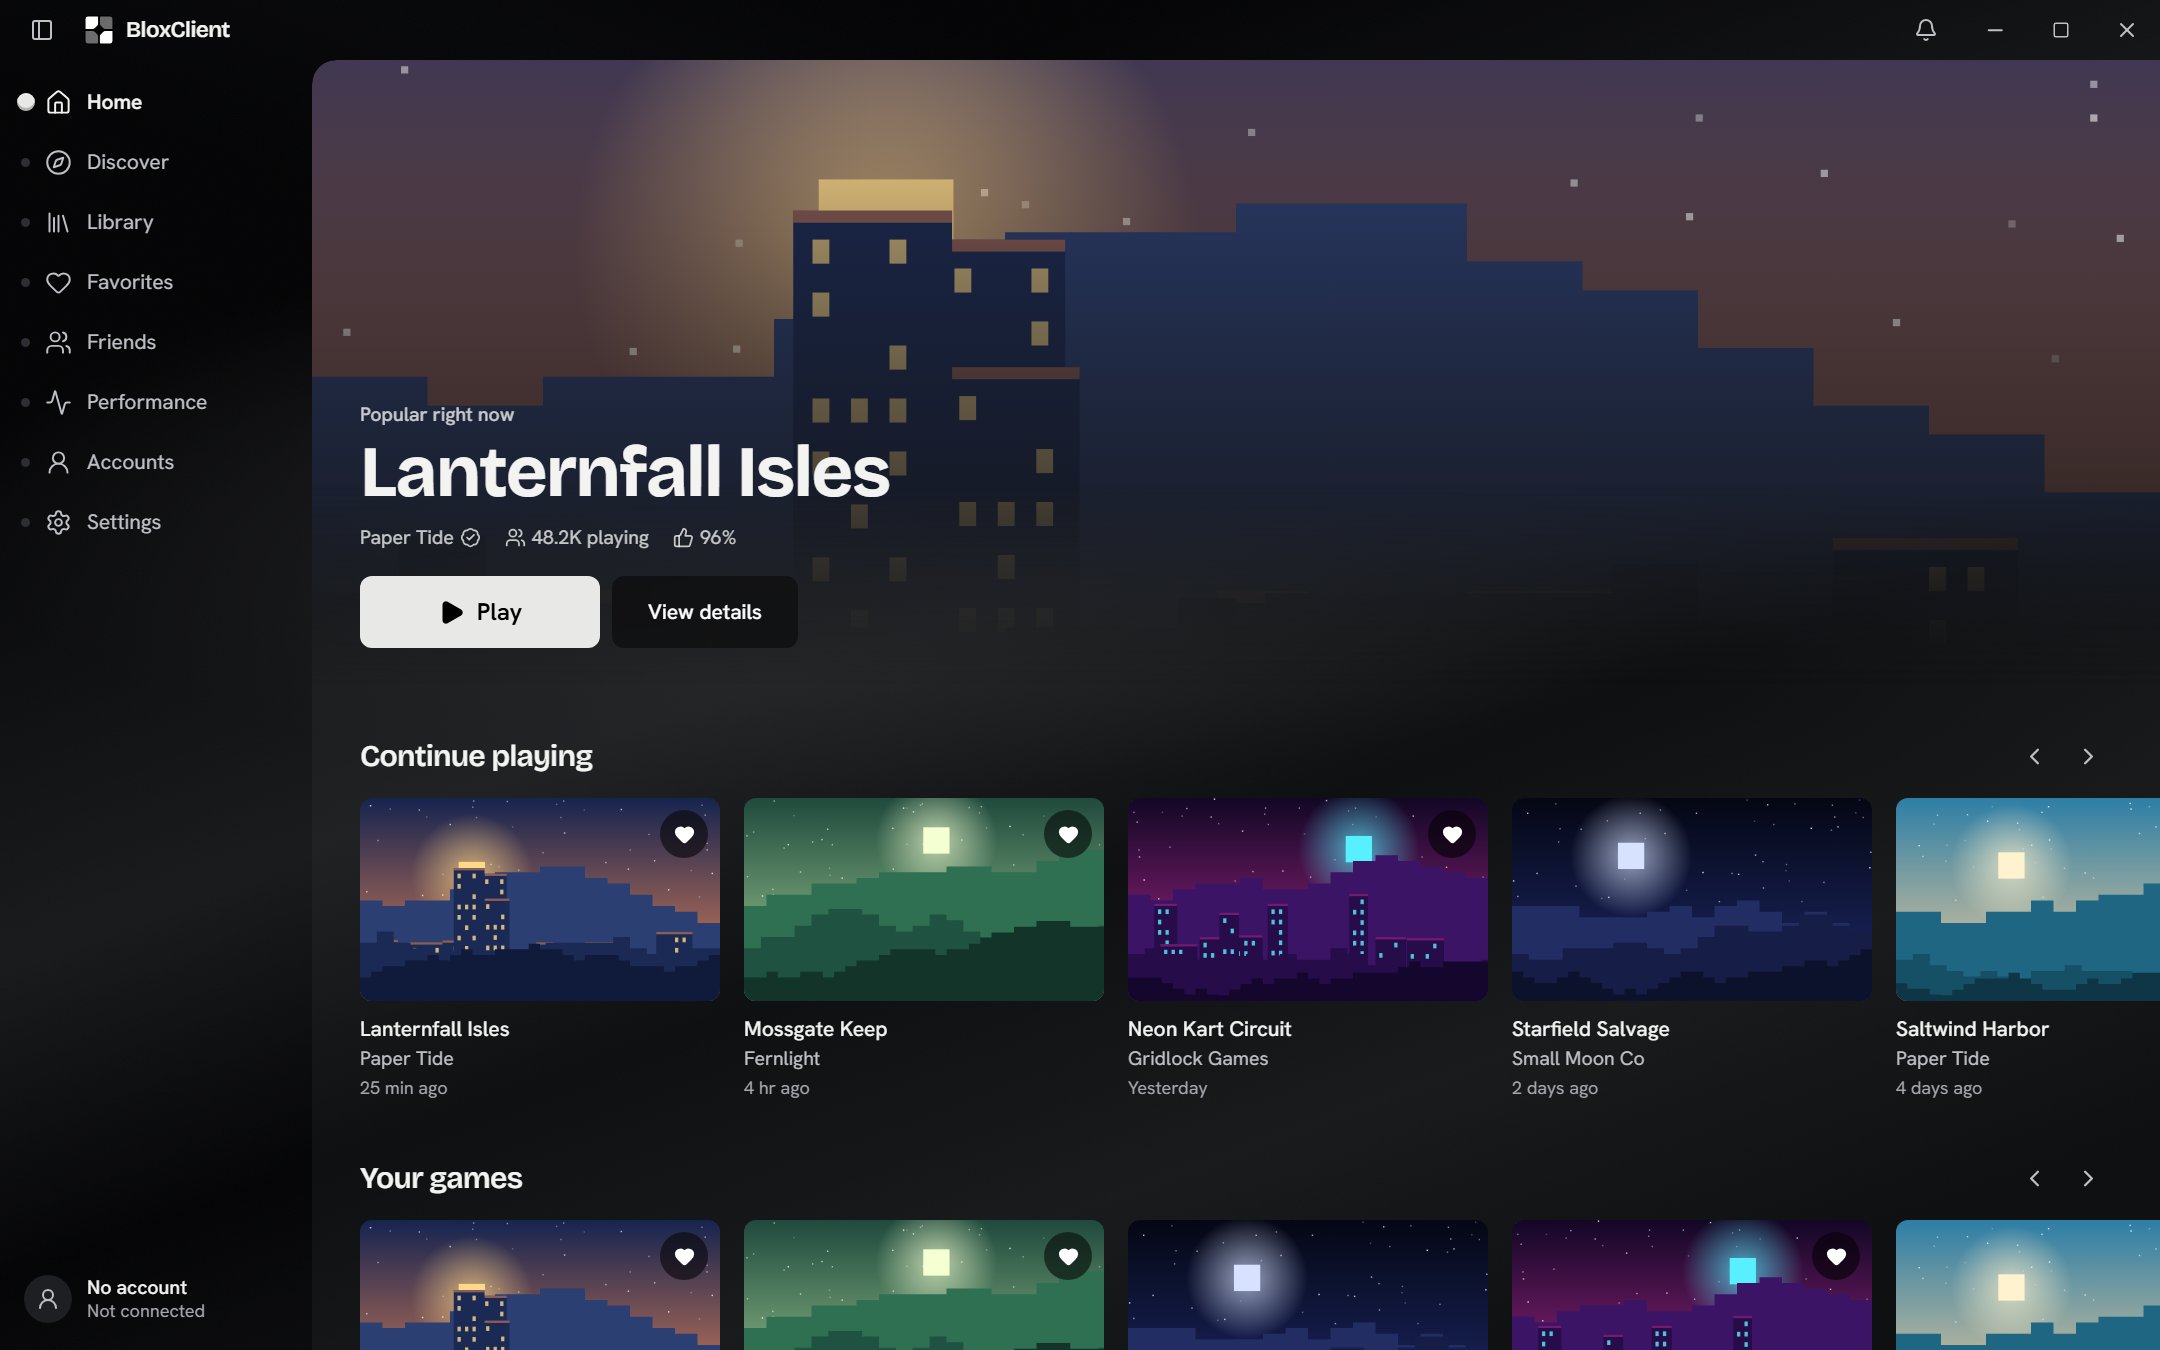 BloxClient
Home
Discover
Library
Favorites
Friends
Performance
Accounts
Settings
No account
Not connected
Popular right now
Lanternfall Isles
Paper Tide 48.2K playing 96%
Play View details
Continue playing
Lanternfall Isles
Paper Tide
25 min ago
Mossgate Keep
Fernlight
4 hr ago
Neon Kart Circuit
Gridlock Games
Yesterday
Starfield Salvage
Small Moon Co
2 days ago
Saltwind Harbor
Paper Tide
4 days ago
Your games